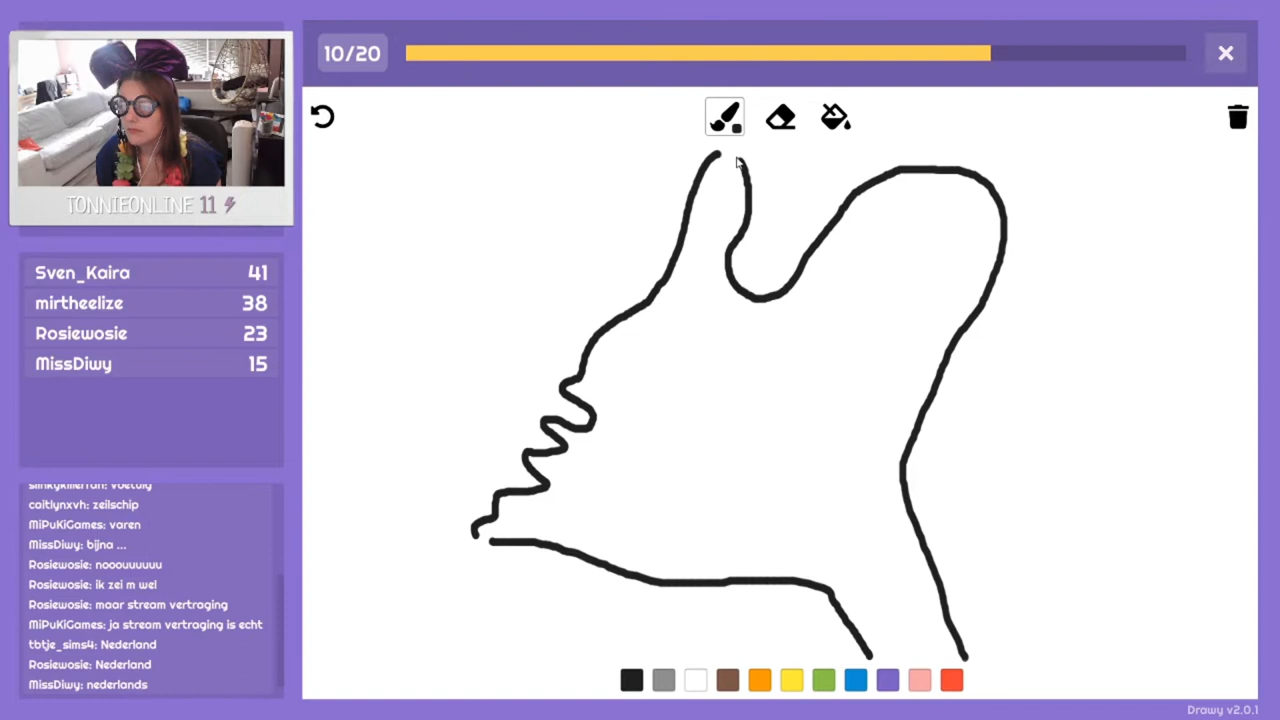 10/20
TONNIEONLINE 11
Sven_Kaira 41
mirtheelize 38
Rosiewosie 23
MissDiwy 15
caitlynxvh: zeilschip
MiPuKiGames: varen
MissDiwy: bijna ...
Rosiewosie: nooouuuuuu
Rosiewosie: ik zei m wel
Rosiewosie: maar stream vertraging
MiPuKiGames: ja stream vertraging is echt
tbtje_sims4: Nederland
Rosiewosie: Nederland
MissDiwy: nederlands
Drawy v2.0.1